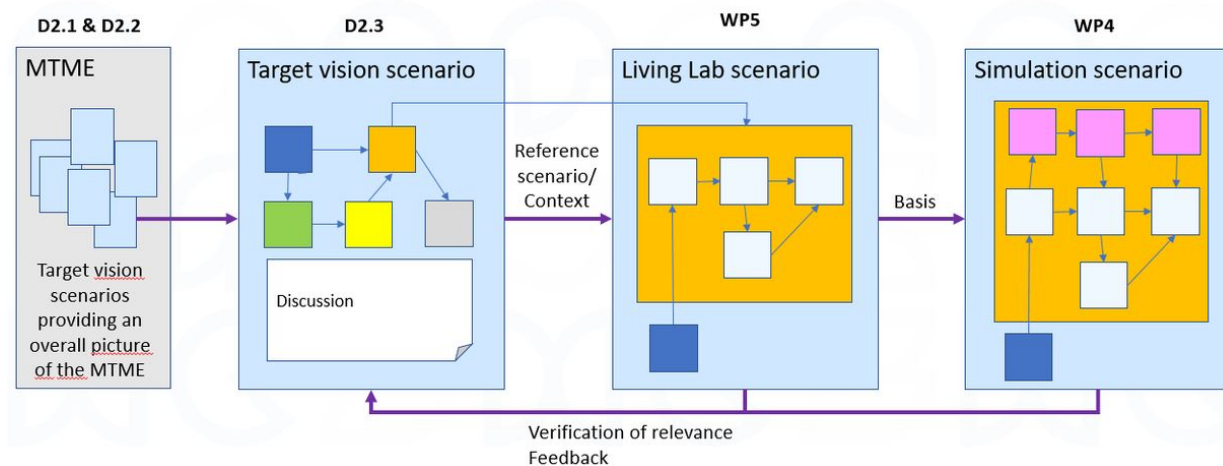 D2.1 & D2.2
D2.3
WP5
WP4
MTME
Target vision scenario
Living Lab scenario
Simulation scenario
Reference
scenario/
Context
Basis
Target vision
scenarios
providing an
overall picture
of the MTME
Discussion
Verification of relevance
Feedback